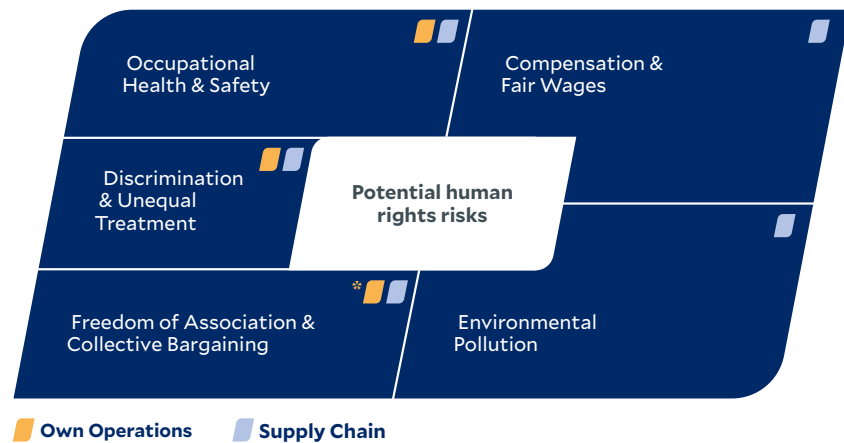 Occupational
Health & Safety
Compensation &
Fair Wages
Discrimination
& Unequal
Treatment
Potential human
rights risks
*
Freedom of Association &
Collective Bargaining
Environmental
Pollution
Own Operations
Supply Chain